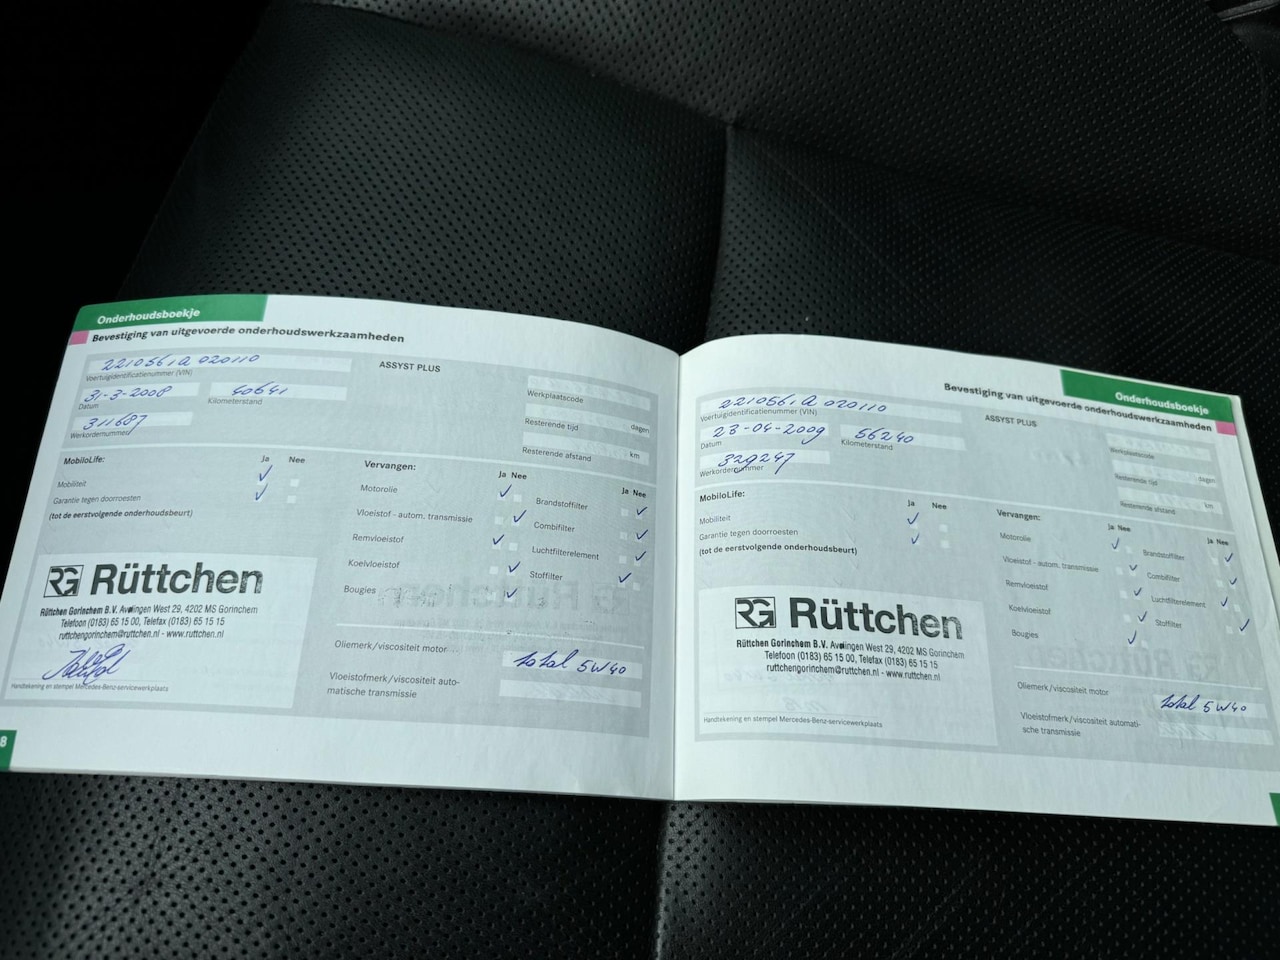 Onderhoudsboekje
Bevestiging van uitgevoerde onderhoudswerkzaamheden
2210561A 020110
Voertuigidentificatienummer (VIN)
31-3-2008
Datum
40641
Kilometerstand
311687
Werkordernummer
ASSYST PLUS
Werkplaatscode
Resterende tijd dagen
Resterende afstand km
MobiloLife:
Ja Nee
Mobiliteit ✓
Garantie tegen doorroesten ✓
(tot de eerstvolgende onderhoudsbeurt)
Vervangen:
Ja Nee
Motorolie ✓
Vloeistof - autom. transmissie ✓
Remvloeistof ✓
Koelvloeistof ✓
Bougies ✓
Ja Nee
Brandstoffilter ✓
Combifilter ✓
Luchtfilterelement ✓
Stoffilter ✓
RG Rüttchen
Rüttchen Gorinchem B.V. Avelingen West 29, 4202 MS Gorinchem
Telefoon (0183) 65 15 00, Telefax (0183) 65 15 15
ruttchengorinchem@ruttchen.nl - www.ruttchen.nl
Handtekening en stempel Mercedes-Benz-servicewerkplaats
Oliemerk/viscositeit motor
total 5W40
Vloeistofmerk/viscositeit auto-
matische transmissie
8
Onderhoudsboekje
Bevestiging van uitgevoerde onderhoudswerkzaamheden
2210561A 020110
Voertuigidentificatienummer (VIN)
23-04-2009
Datum
56240
Kilometerstand
329247
Werkordernummer
ASSYST PLUS
Werkplaatscode
Resterende tijd dagen
Resterende afstand km
MobiloLife:
Ja Nee
Mobiliteit ✓
Garantie tegen doorroesten ✓
(tot de eerstvolgende onderhoudsbeurt)
Vervangen:
Ja Nee
Motorolie ✓
Vloeistof - autom. transmissie ✓
Remvloeistof ✓
Koelvloeistof ✓
Bougies ✓
Ja Nee
Brandstoffilter ✓
Combifilter ✓
Luchtfilterelement ✓
Stoffilter ✓
RG Rüttchen
Rüttchen Gorinchem B.V. Avelingen West 29, 4202 MS Gorinchem
Telefoon (0183) 65 15 00, Telefax (0183) 65 15 15
ruttchengorinchem@ruttchen.nl - www.ruttchen.nl
Handtekening en stempel Mercedes-Benz-servicewerkplaats
Oliemerk/viscositeit motor
total 5W40
Vloeistofmerk/viscositeit automati-
sche transmissie